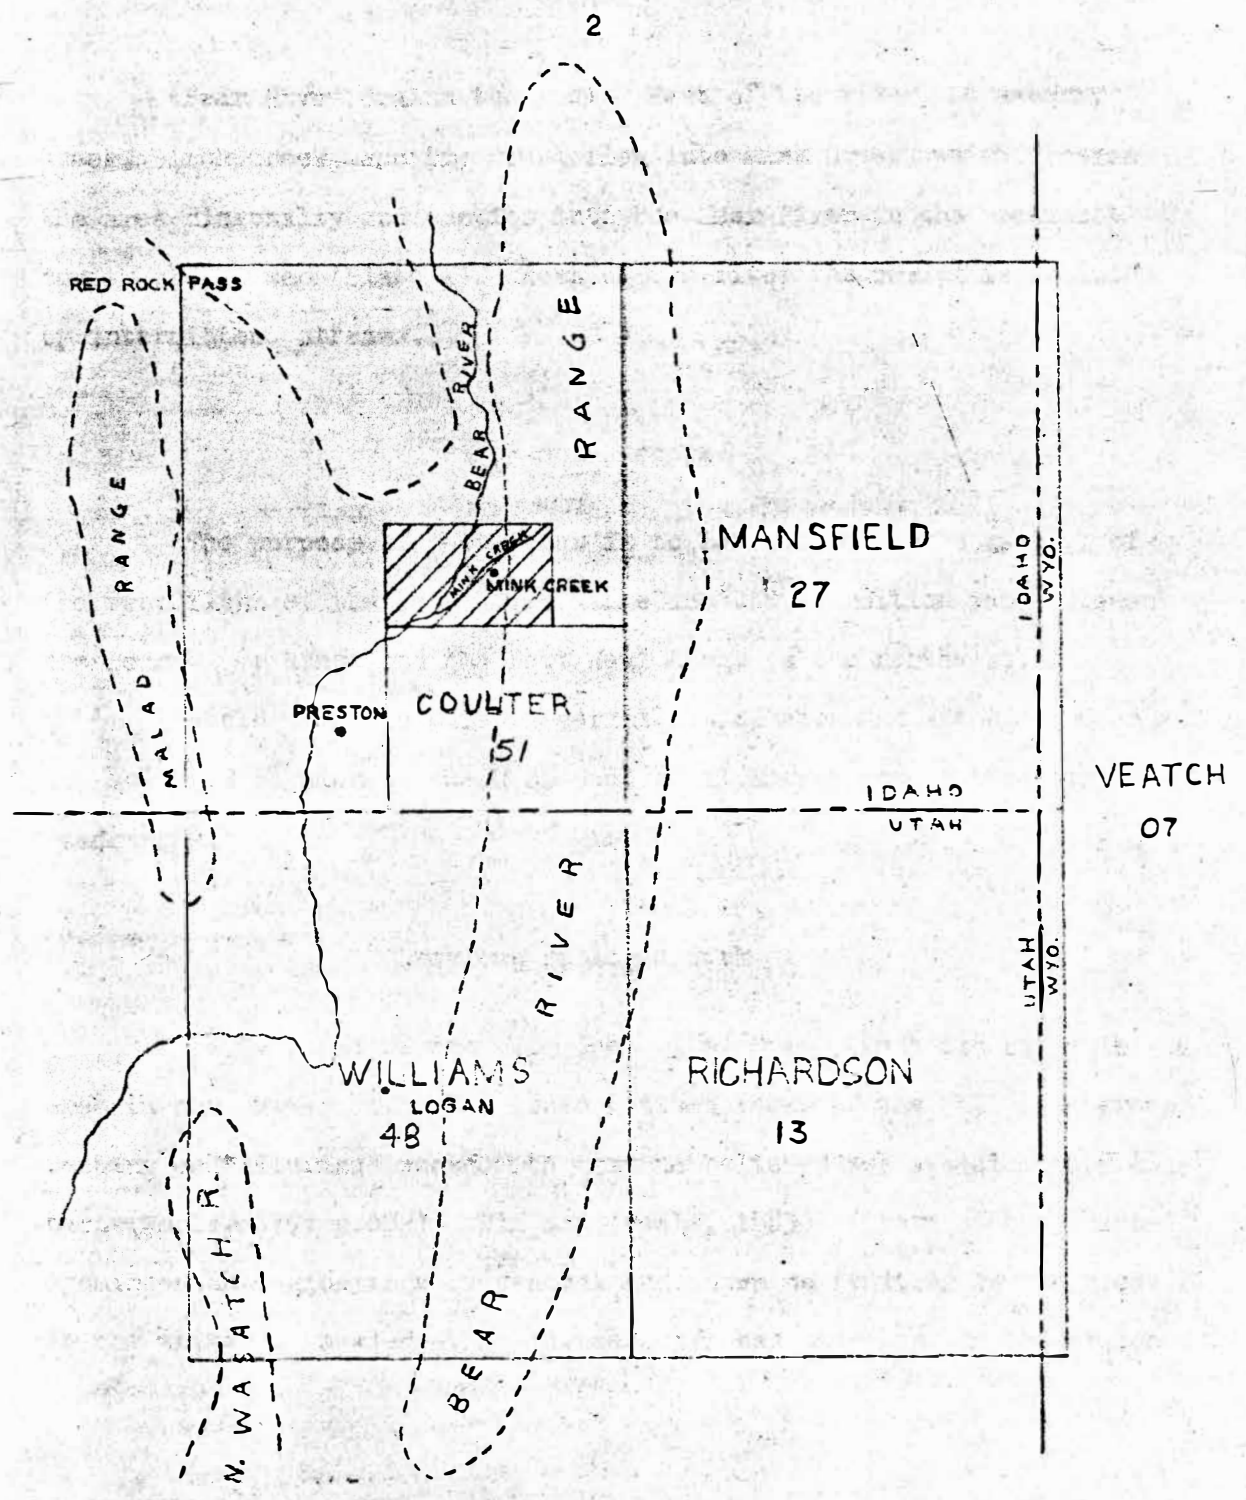 2
RED ROCK PASS
BEAR RIVER
RANGE
MALAD RANGE
MINK CREEK
MINK CREEK
MANSFIELD
27
IDAHO
WYO.
PRESTON
COULTER
'51
IDAHO
UTAH
VEATCH
07
BEAR RIVER
UTAH
WYO.
WILLIAMS
LOGAN
48
RICHARDSON
13
N. WASATCH R.